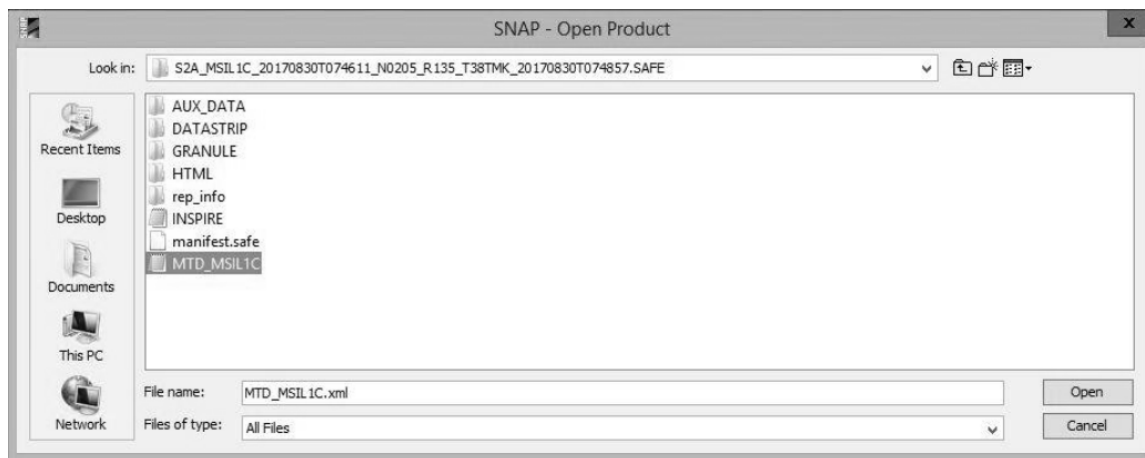 SNAP - Open Product
x
Look in: S2A_MSIL1C_20170830T074611_N0205_R135_T38TMK_20170830T074857.SAFE
Recent Items
Desktop
Documents
This PC
Network
AUX_DATA
DATASTRIP
GRANULE
HTML
rep_info
INSPIRE
manifest.safe
MTD_MSIL1C
File name: MTD_MSIL1C.xml Open
Files of type: All Files Cancel